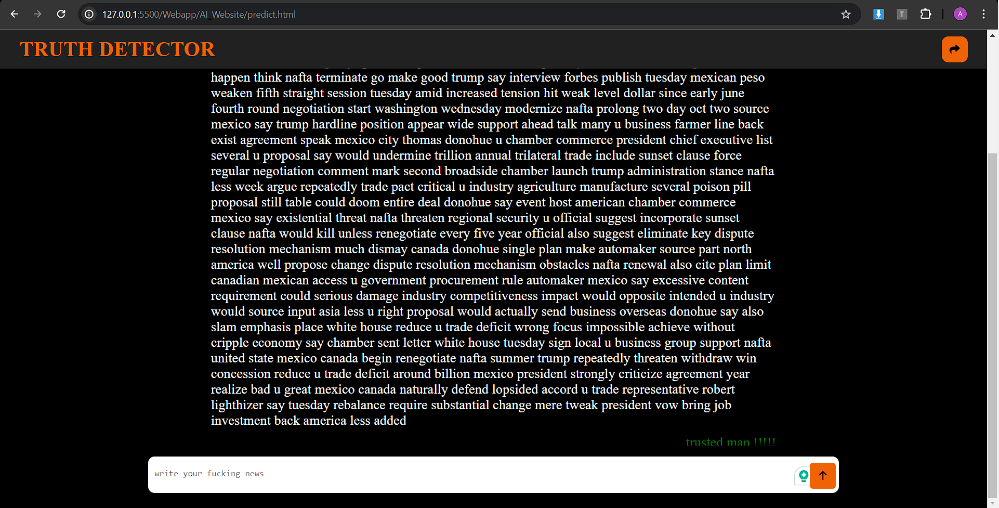 127.0.0.1:5500/Webapp/AI_Website/predict.html
T
A
TRUTH DETECTOR
happen think nafta terminate go make good trump say interview forbes publish tuesday mexican peso
weaken fifth straight session tuesday amid increased tension hit weak level dollar since early june
fourth round negotiation start washington wednesday modernize nafta prolong two day oct two source
mexico say trump hardline position appear wide support ahead talk many u business farmer line back
exist agreement speak mexico city thomas donohue u chamber commerce president chief executive list
several u proposal say would undermine trillion annual trilateral trade include sunset clause force
regular negotiation comment mark second broadside chamber launch trump administration stance nafta
less week argue repeatedly trade pact critical u industry agriculture manufacture several poison pill
proposal still table could doom entire deal donohue say event host american chamber commerce
mexico say existential threat nafta threaten regional security u official suggest incorporate sunset
clause nafta would kill unless renegotiate every five year official also suggest eliminate key dispute
resolution mechanism much dismay canada donohue single plan make automaker source part north
america well propose change dispute resolution mechanism obstacles nafta renewal also cite plan limit
canadian mexican access u government procurement rule automaker mexico say excessive content
requirement could serious damage industry competitiveness impact would opposite intended u industry
would source input asia less u right proposal would actually send business overseas donohue say also
slam emphasis place white house reduce u trade deficit wrong focus impossible achieve without
cripple economy say chamber sent letter white house tuesday sign local u business group support nafta
united state mexico canada begin renegotiate nafta summer trump repeatedly threaten withdraw win
concession reduce u trade deficit around billion mexico president strongly criticize agreement year
realize bad u great mexico canada naturally defend lopsided accord u trade representative robert
lighthizer say tuesday rebalance require substantial change mere tweak president vow bring job
investment back america less added
trusted man !!!!!
write your fucking news